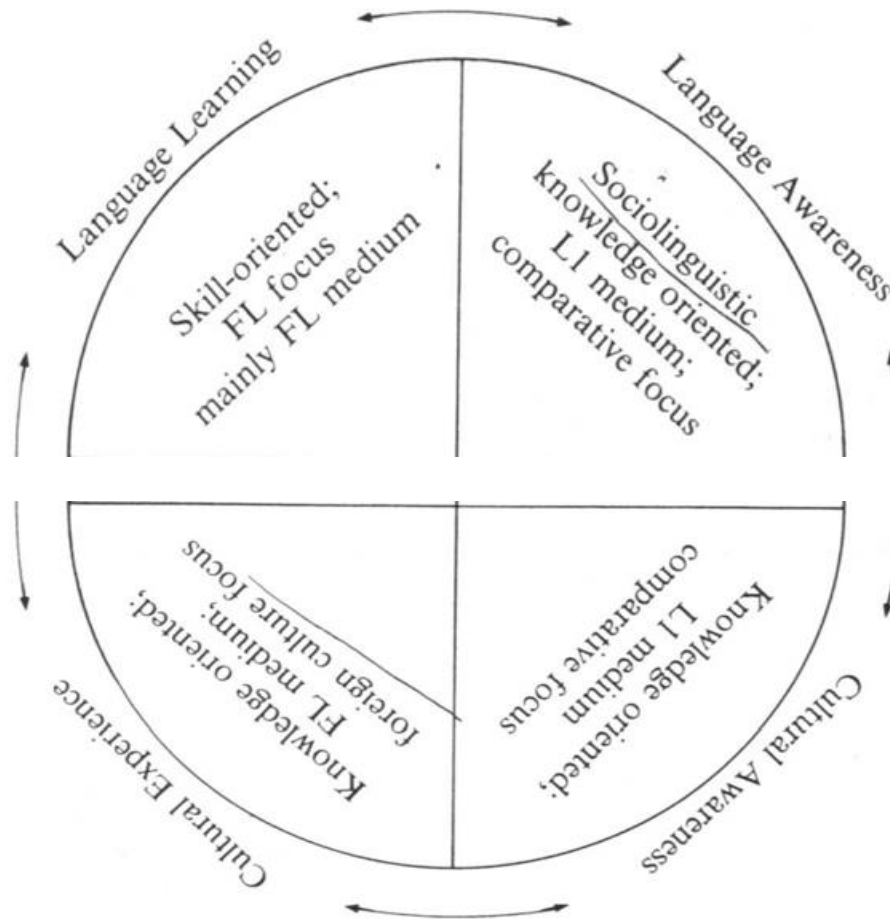 Language Learning
Skill-oriented;
FL focus
mainly FL medium
Language Awareness
Sociolinguistic
knowledge oriented;
L1 medium;
comparative focus
Cultural Experience
Knowledge oriented;
FL medium;
foreign culture focus
Cultural Awareness
Knowledge oriented;
L1 medium
comparative focus